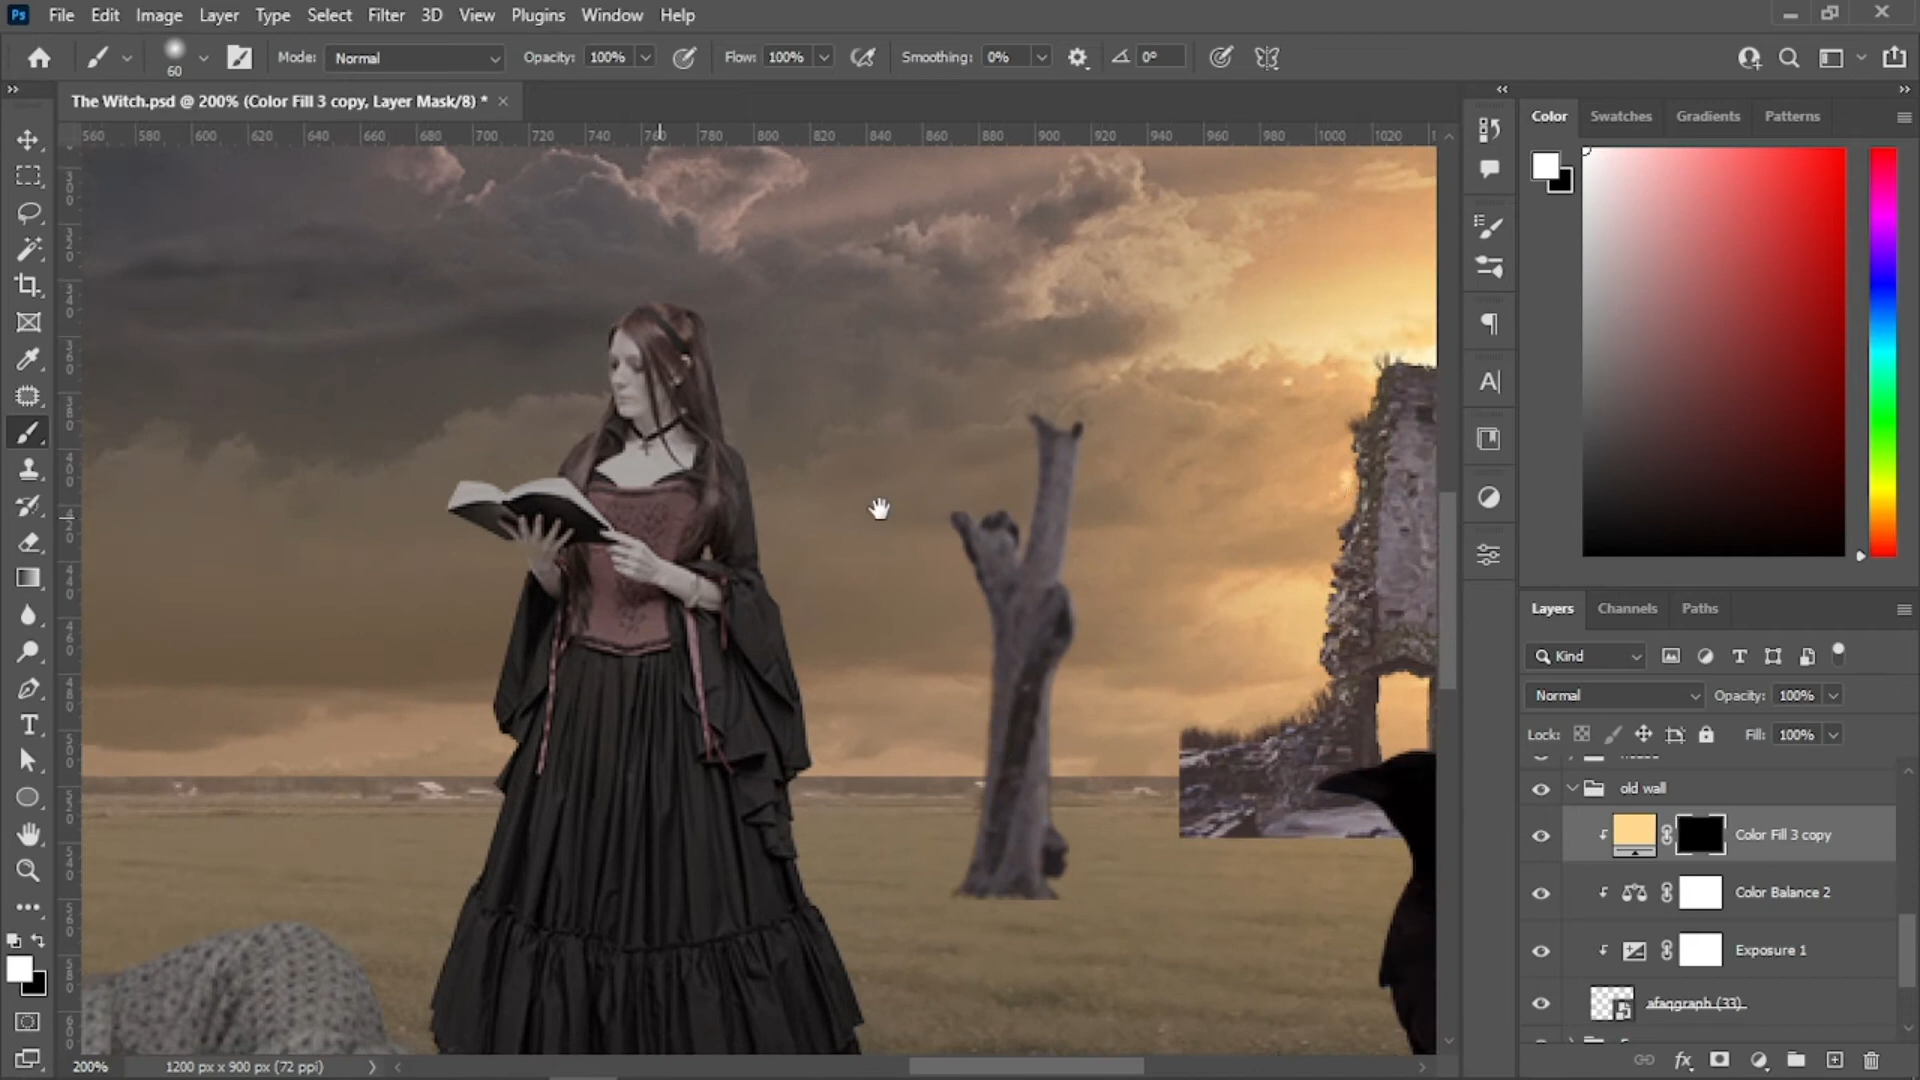 Ps File Edit Image Layer Type Select Filter 3D View Plugins Window Help
60 Mode: Normal Opacity: 100% Flow: 100% Smoothing: 0% 0°
The Witch.psd @ 200% (Color Fill 3 copy, Layer Mask/8) * ×
560 580 600 620 640 660 680 700 720 740 760 780 800 820 840 860 880 900 920 940 960 980 1000 1020
Color Swatches Gradients Patterns
Layers Channels Paths
Kind
Normal Opacity: 100%
Lock: Fill: 100%
old wall
Color Fill 3 copy
Color Balance 2
Exposure 1
afaqgraph (33)
200% 1200 px x 900 px (72 ppi)